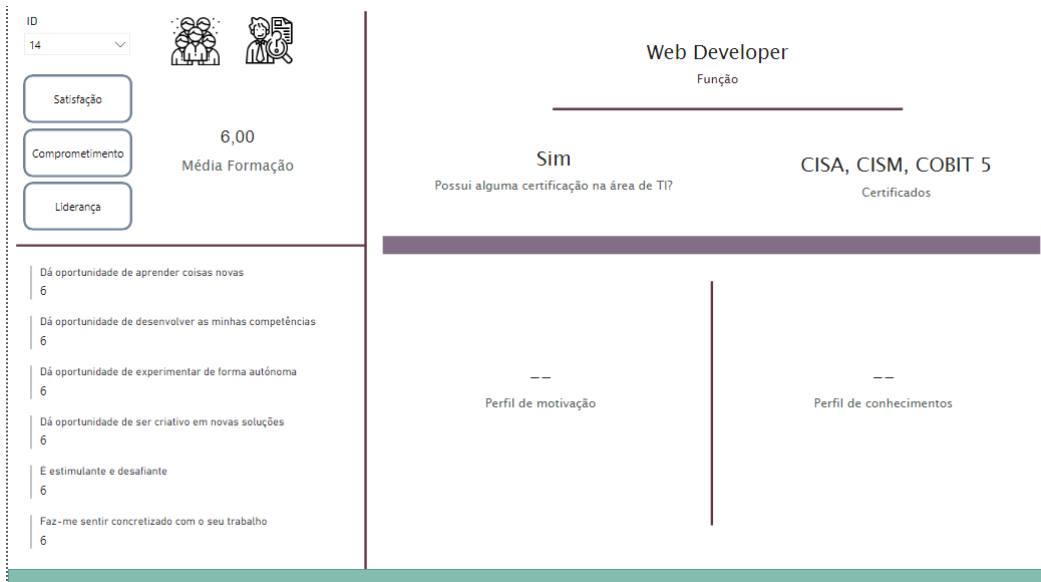 ID
14
Satisfação
Comprometimento
Liderança
6,00
Média Formação
Web Developer
Função
Sim
Possui alguma certificação na área de TI?
CISA, CISM, COBIT 5
Certificados
Dá oportunidade de aprender coisas novas
6
Dá oportunidade de desenvolver as minhas competências
6
Dá oportunidade de experimentar de forma autónoma
6
Dá oportunidade de ser criativo em novas soluções
6
É estimulante e desafiante
6
Faz-me sentir concretizado com o seu trabalho
6
--
Perfil de motivação
--
Perfil de conhecimentos